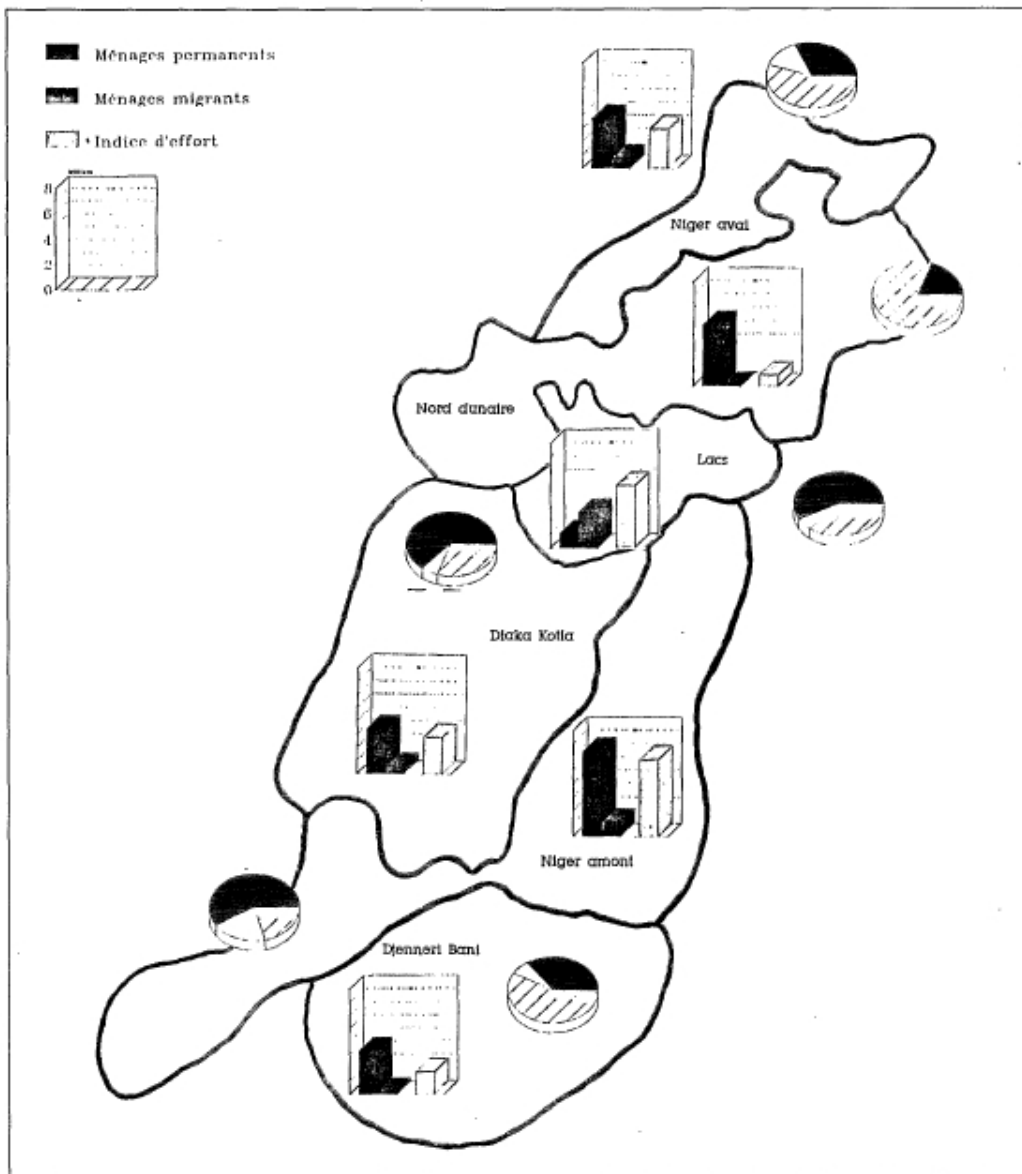 Ménages permanents
Ménages migrants
Indice d'effort
8
6
4
2
0
Niger aval
Nord dunaire
Lacs
Diaka Kotia
Niger amont
Djenneri Bani